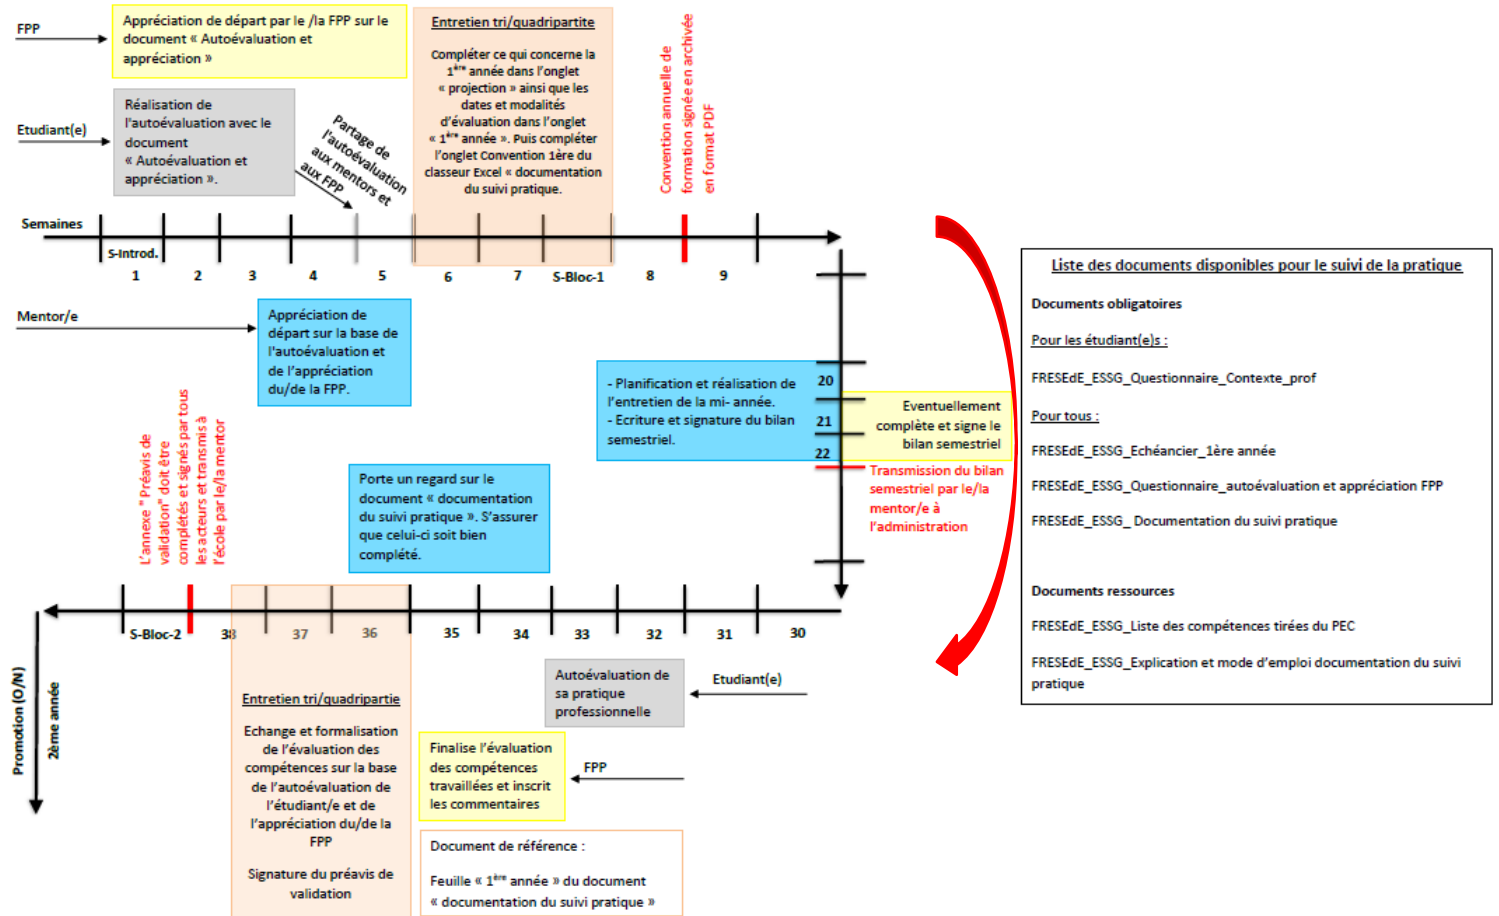 FPP
Appréciation de départ par le /la FPP sur le
document « Autoévaluation et
appréciation »
Etudiant(e)
Réalisation de
l'autoévaluation avec le
document
« Autoévaluation et
appréciation ».
Partage de
l'autoévaluation
aux mentors et
aux FPP
Entretien tri/quadripartite
Compléter ce qui concerne la
1ère année dans l'onglet
« projection » ainsi que les
dates et modalités
d'évaluation dans l'onglet
« 1ère année ». Puis compléter
l'onglet Convention 1ère du
classeur Excel « documentation
du suivi pratique.
Convention annuelle de
formation signée en archivée
en format PDF
Semaines
S-Introd.
1 2 3 4 5 6 7 S-Bloc-1 8 9
Mentor/e
Appréciation de
départ sur la base de
l'autoévaluation et
de l'appréciation
du/de la FPP.
- Planification et réalisation de
l'entretien de la mi- année.
- Ecriture et signature du bilan
semestriel.
20
21
22
Eventuellement
complète et signe le
bilan semestriel
Transmission du bilan
semestriel par le/la
mentor/e à
l'administration
L'annexe " Préavis de
validation" doit être
complétés et signés par tous
les acteurs et transmis à
l'école par le/la mentor
Porte un regard sur le
document « documentation
du suivi pratique ». S'assurer
que celui-ci soit bien
complété.
S-Bloc-2 38 37 36 35 34 33 32 31 30
Promotion (O/N)
2ème année
Entretien tri/quadripartie
Echange et formalisation
de l'évaluation des
compétences sur la base
de l'autoévaluation de
l'étudiant/e et de
l'appréciation du/de la
FPP
Signature du préavis de
validation
Autoévaluation de
sa pratique
professionnelle
Etudiant(e)
Finalise l'évaluation
des compétences
travaillées et inscrit
les commentaires
FPP
Document de référence :
Feuille « 1ère année » du document
« documentation du suivi pratique »
Liste des documents disponibles pour le suivi de la pratique
Documents obligatoires
Pour les étudiant(e)s :
FRESEdE_ESSG_Questionnaire_Contexte_prof
Pour tous :
FRESEdE_ESSG_Echéancier_1ère année
FRESEdE_ESSG_Questionnaire_autoévaluation et appréciation FPP
FRESEdE_ESSG_ Documentation du suivi pratique
Documents ressources
FRESEdE_ESSG_Liste des compétences tirées du PEC
FRESEdE_ESSG_Explication et mode d'emploi documentation du suivi
pratique